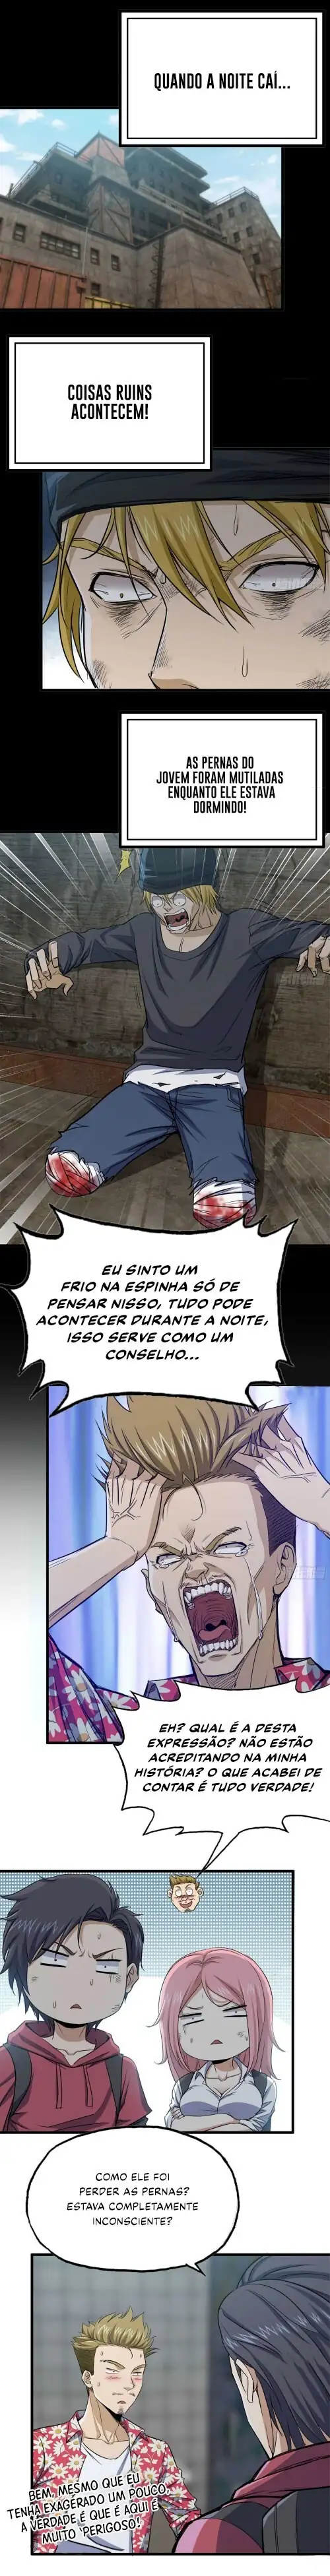 QUANDO A NOITE CAÍ...
COISAS RUINS
ACONTECEM!
AS PERNAS DO
JOVEM FORAM MUTILADAS
ENQUANTO ELE ESTAVA
DORMINDO!
EU SINTO UM
FRIO NA ESPINHA SÓ DE
PENSAR NISSO, TUDO PODE
ACONTECER DURANTE A NOITE,
ISSO SERVE COMO UM
CONSELHO...
EH? QUAL É A DESTA
EXPRESSÃO? NÃO ESTÃO
ACREDITANDO NA MINHA
HISTÓRIA? O QUE ACABEI DE
CONTAR É TUDO VERDADE!
COMO ELE FOI
PERDER AS PERNAS?
ESTAVA COMPLETAMENTE
INCONSCIENTE?
BEM, MESMO QUE EU
TENHA EXAGERADO UM POUCO,
A VERDADE É QUE É AQUI É
MUITO PERIGOSO!